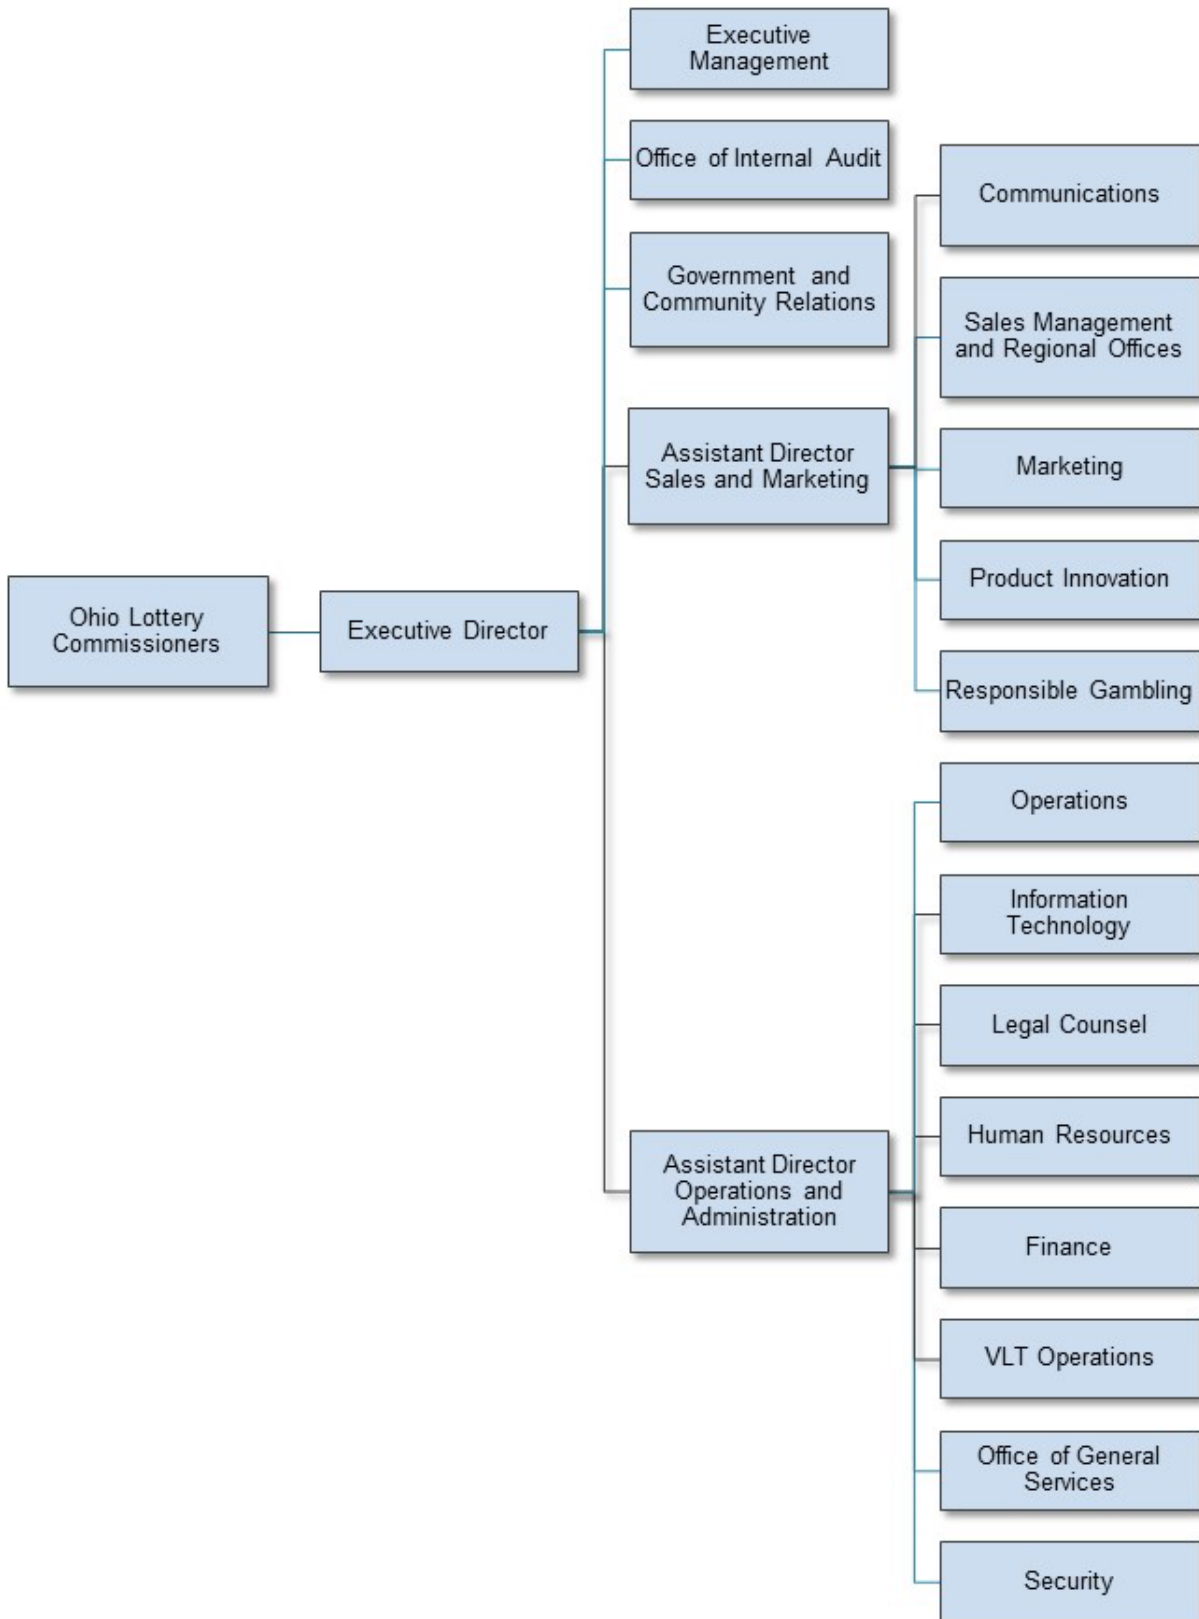 Executive
Management
Office of Internal Audit
Government and
Community Relations
Assistant Director
Sales and Marketing
Communications
Sales Management
and Regional Offices
Marketing
Product Innovation
Responsible Gambling
Ohio Lottery
Commissioners
Executive Director
Assistant Director
Operations and
Administration
Operations
Information
Technology
Legal Counsel
Human Resources
Finance
VLT Operations
Office of General
Services
Security